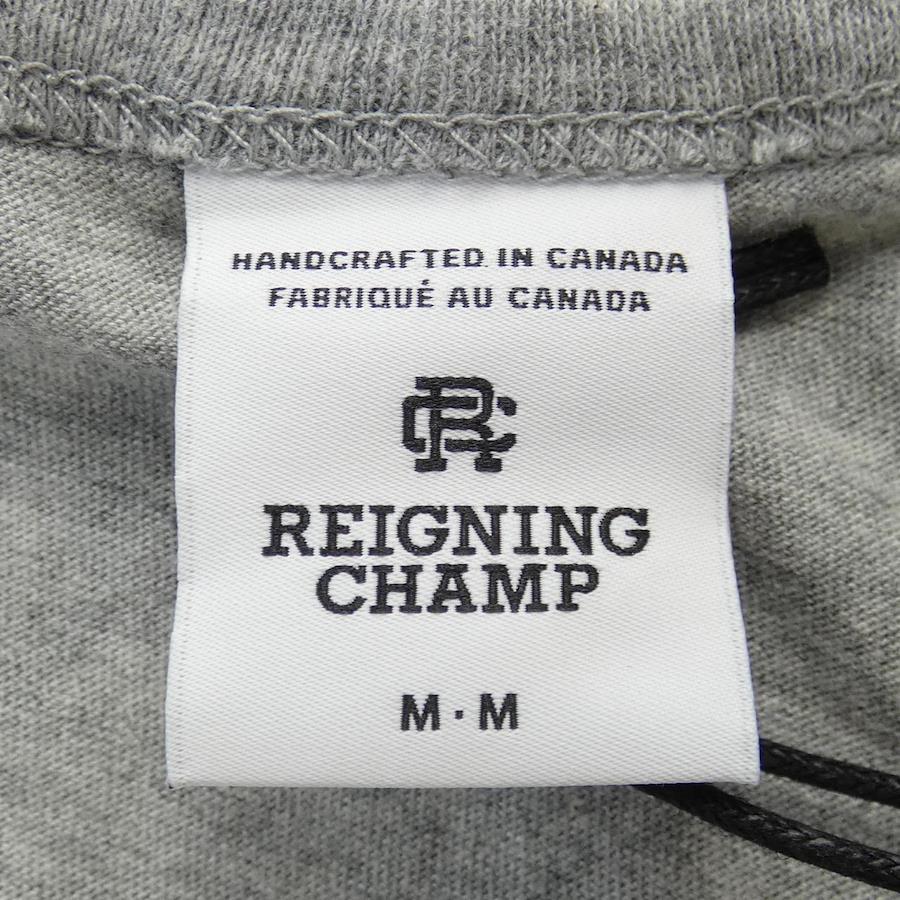 HANDCRAFTED IN CANADA
FABRIQUÉ AU CANADA
RC
REIGNING
CHAMP
M · M